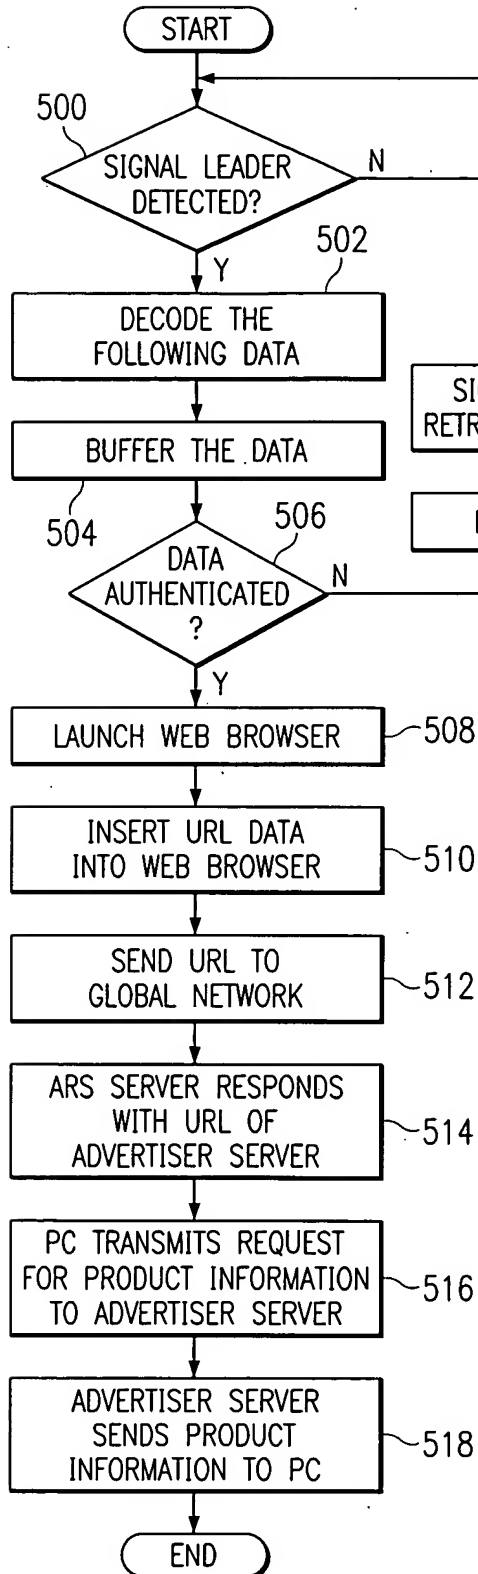 START
500
SIGNAL LEADER
DETECTED?
N
Y
502
DECODE THE
FOLLOWING DATA
BUFFER THE DATA
504
506
DATA
AUTHENTICATED
?
N
Y
LAUNCH WEB BROWSER
508
INSERT URL DATA
INTO WEB BROWSER
510
SEND URL TO
GLOBAL NETWORK
512
ARS SERVER RESPONDS
WITH URL OF
ADVERTISER SERVER
514
PC TRANSMITS REQUEST
FOR PRODUCT INFORMATION
TO ADVERTISER SERVER
516
ADVERTISER SERVER
SENDS PRODUCT
INFORMATION TO PC
518
END